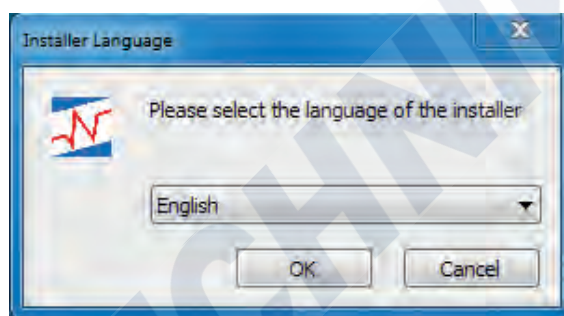 Installer Language
Please select the language of the installer
English
OK
Cancel